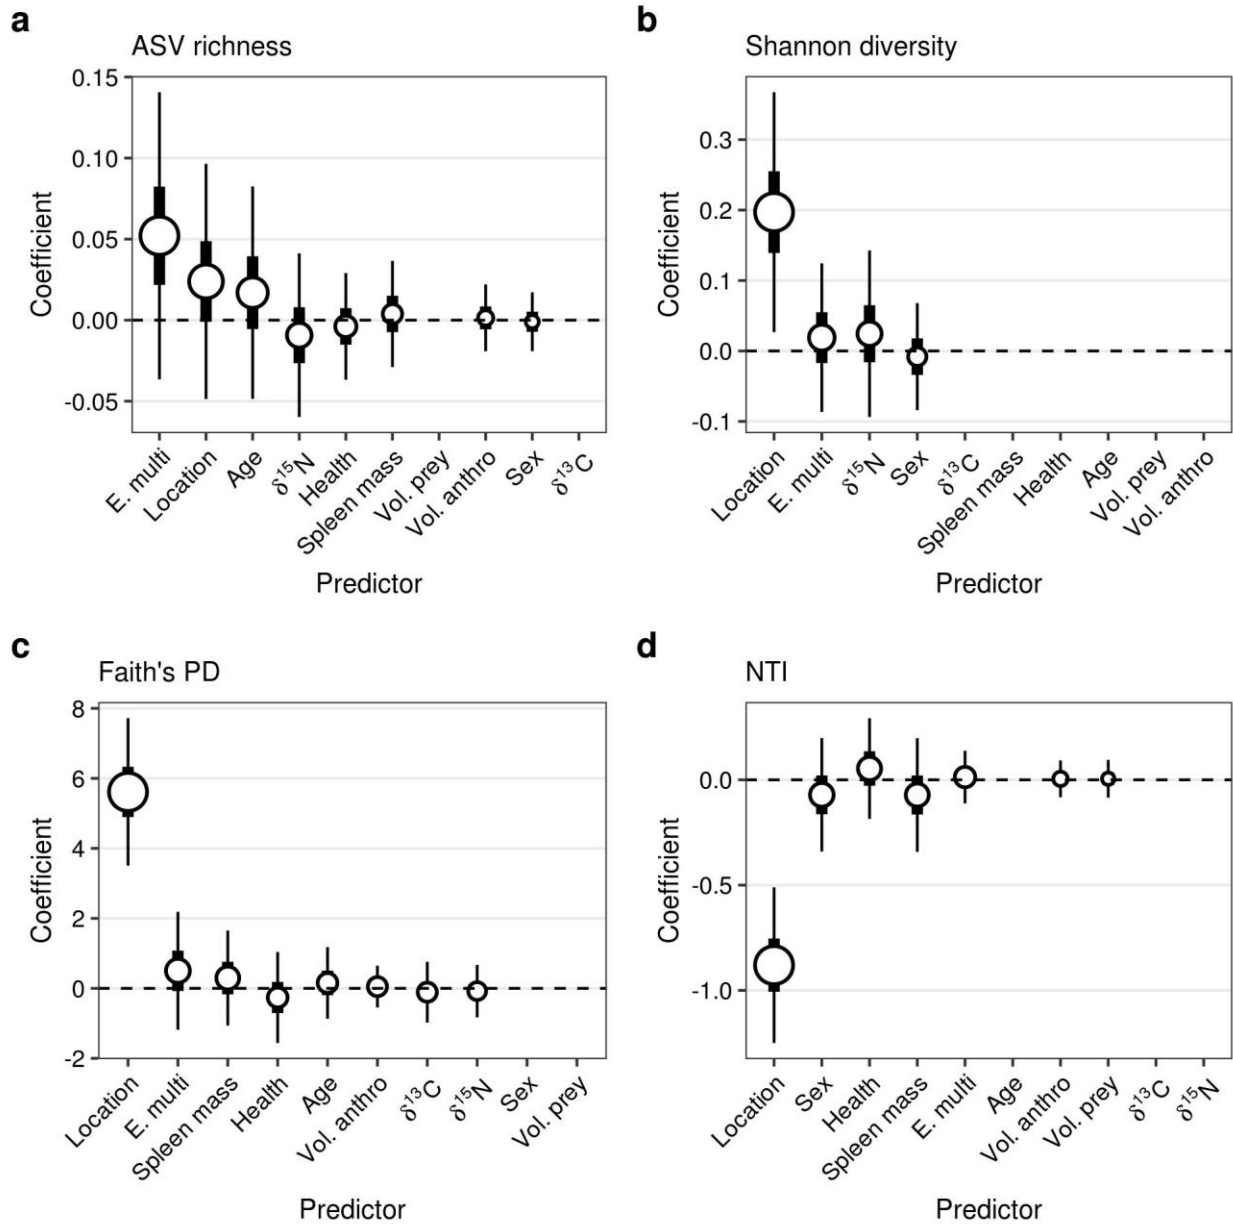 a
ASV richness
0.15
0.10
0.05
0.00
-0.05
Coefficient
E. multi
Location
Age
δ¹⁵N
Health
Spleen mass
Vol. prey
Vol. anthro
Sex
δ¹³C
Predictor
b
Shannon diversity
0.3
0.2
0.1
0.0
-0.1
Coefficient
Location
E. multi
δ¹⁵N
Sex
δ¹³C
Spleen mass
Health
Age
Vol. prey
Vol. anthro
Predictor
c
Faith's PD
8
6
4
2
0
-2
Coefficient
Location
E. multi
Spleen mass
Health
Age
Vol. anthro
δ¹³C
δ¹⁵N
Sex
Vol. prey
Predictor
d
NTI
0.0
-0.5
-1.0
Coefficient
Location
Sex
Health
Spleen mass
E. multi
Age
Vol. anthro
Vol. prey
δ¹³C
δ¹⁵N
Predictor